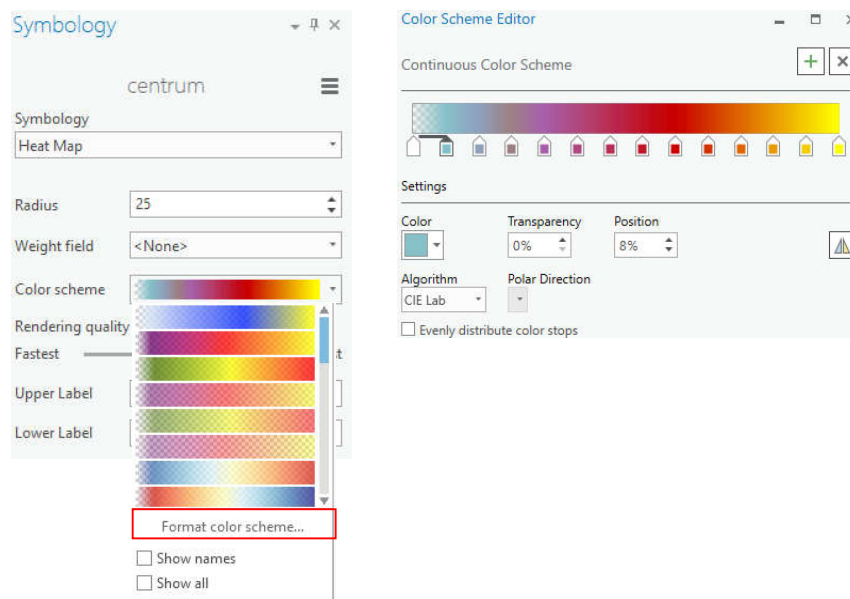 Symbology
centrum
Symbology
Heat Map
Radius 25
Weight field <None>
Color scheme
Rendering quality
Fastest
Upper Label
Lower Label
Format color scheme...
Show names
Show all
Color Scheme Editor
Continuous Color Scheme
Settings
Color Transparency Position
0% 8%
Algorithm Polar Direction
CIE Lab
Evenly distribute color stops